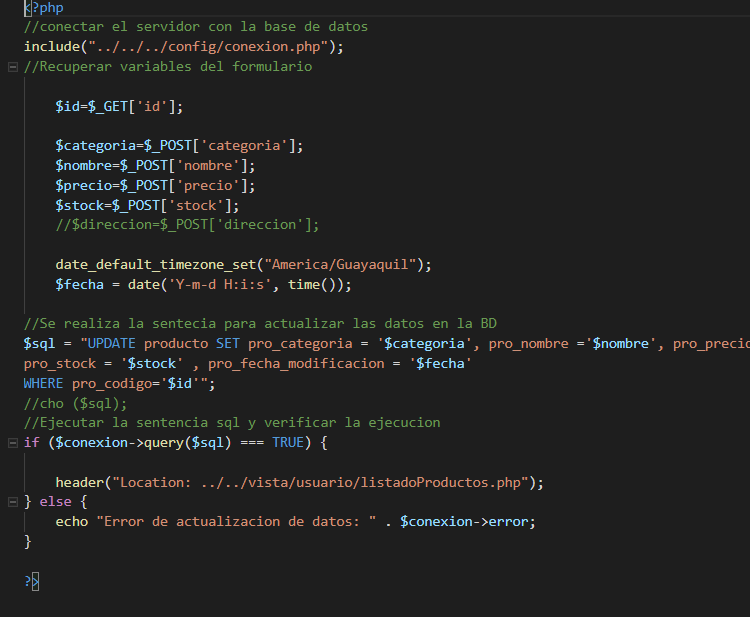 <?php
//conectar el servidor con la base de datos
include("../../../config/conexion.php");
//Recuperar variables del formulario
$id=$_GET['id'];
$categoria=$_POST['categoria'];
$nombre=$_POST['nombre'];
$precio=$_POST['precio'];
$stock=$_POST['stock'];
//$direccion=$_POST['direccion'];
date_default_timezone_set("America/Guayaquil");
$fecha = date('Y-m-d H:i:s', time());
//Se realiza la sentecia para actualizar las datos en la BD
$sql = "UPDATE producto SET pro_categoria = '$categoria', pro_nombre ='$nombre', pro_precio
pro_stock = '$stock' , pro_fecha_modificacion = '$fecha'
WHERE pro_codigo='$id'";
//cho ($sql);
//Ejecutar la sentencia sql y verificar la ejecucion
if ($conexion->query($sql) === TRUE) {
header("Location: ../../vista/usuario/listadoProductos.php");
} else {
echo "Error de actualizacion de datos: " . $conexion->error;
}
?>